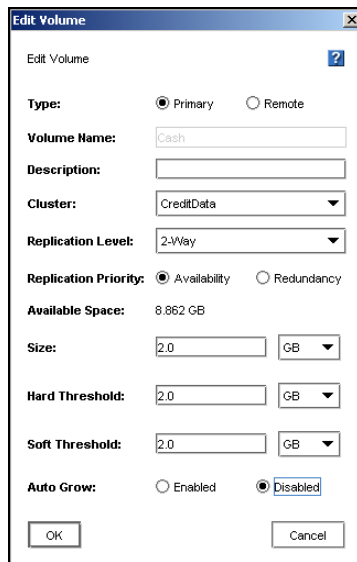 Edit Volume
Edit Volume ?
Type: Primary Remote
Volume Name: Cash
Description:
Cluster: CreditData
Replication Level: 2-Way
Replication Priority: Availability Redundancy
Available Space: 8.862 GB
Size: 2.0 GB
Hard Threshold: 2.0 GB
Soft Threshold: 2.0 GB
Auto Grow: Enabled Disabled
OK Cancel